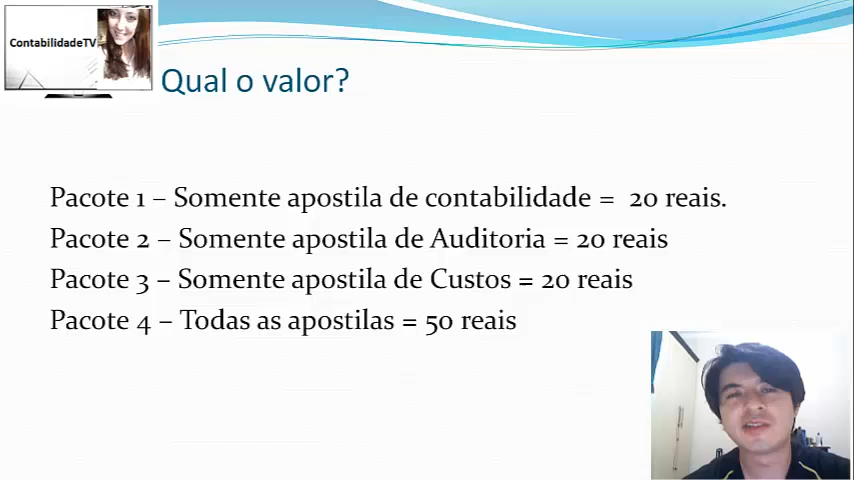 ContabilidadeTV
Qual o valor?
Pacote 1 – Somente apostila de contabilidade = 20 reais.
Pacote 2 – Somente apostila de Auditoria = 20 reais
Pacote 3 – Somente apostila de Custos = 20 reais
Pacote 4 – Todas as apostilas = 50 reais